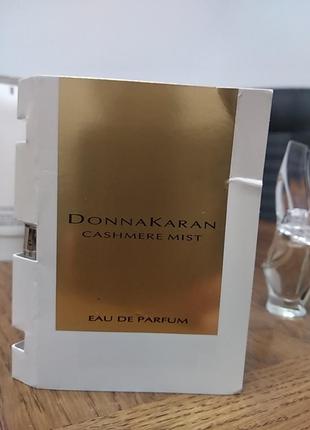 DONNAKARAN
CASHMERE MIST
EAU DE PARFUM